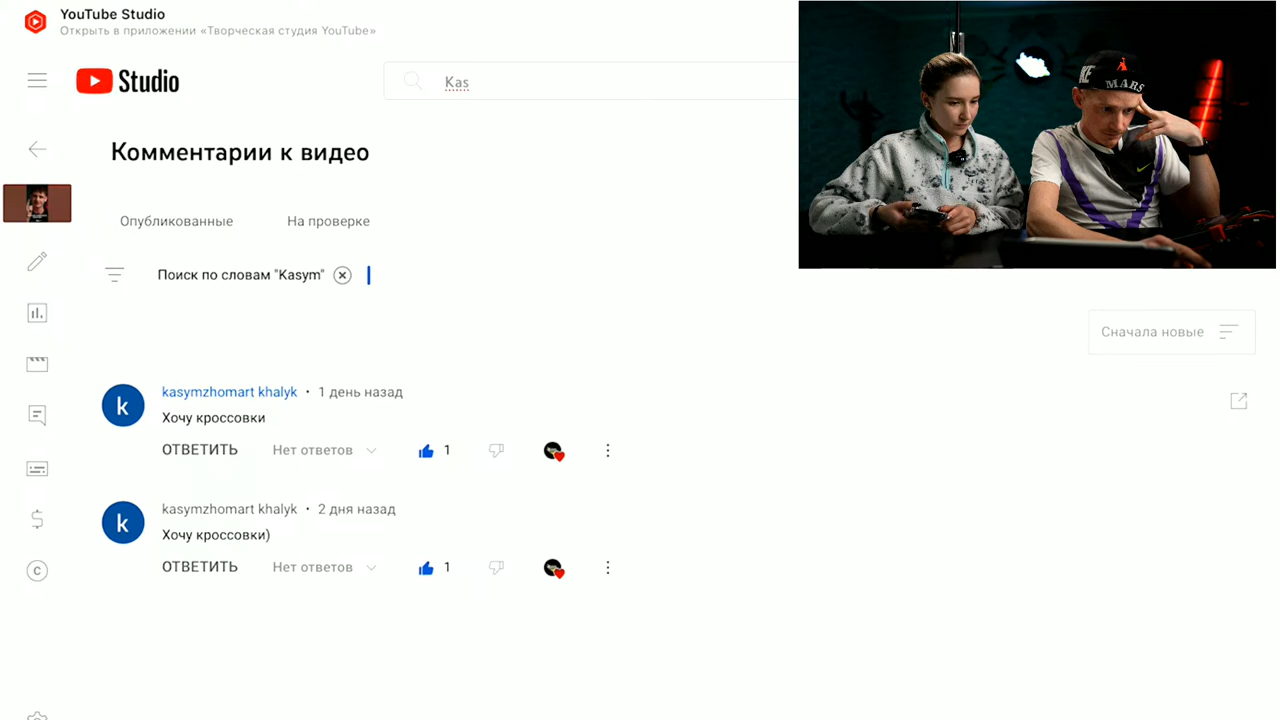 YouTube Studio
Открыть в приложении «Творческая студия YouTube»
Studio
Kas
Комментарии к видео
Опубликованные
На проверке
Поиск по словам "Kasym"
Сначала новые
kasymzhomart khalyk • 1 день назад
Хочу кроссовки
ОТВЕТИТЬ Нет ответов 1
kasymzhomart khalyk • 2 дня назад
Хочу кроссовки)
ОТВЕТИТЬ Нет ответов 1
MARS